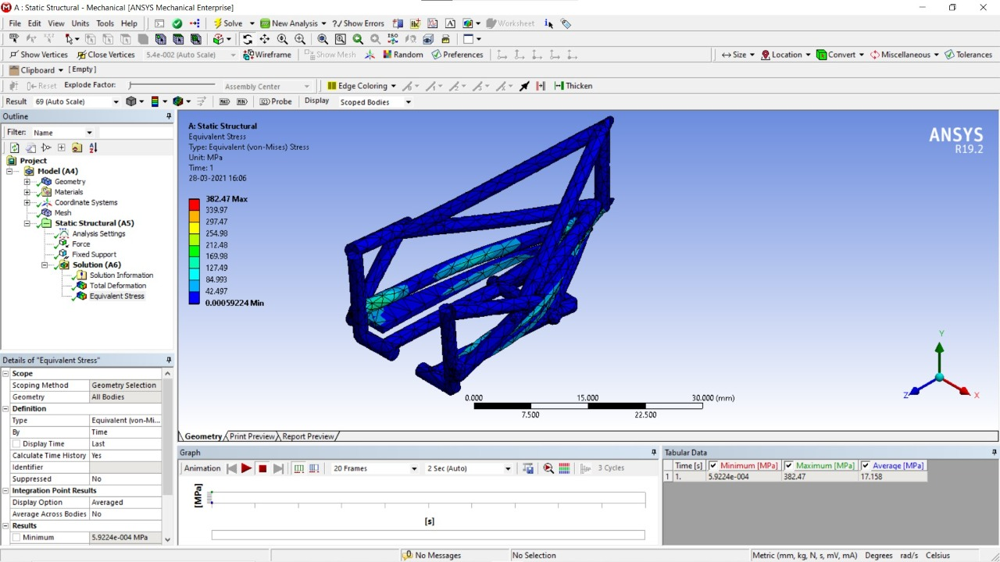 A : Static Structural - Mechanical [ANSYS Mechanical Enterprise]
File Edit View Units Tools Help Solve New Analysis ?/ Show Errors A Worksheet i
ISO
Show Vertices Close Vertices 5.4e-002 (Auto Scale) Wireframe Show Mesh Random Preferences Size Location Convert Miscellaneous Tolerances
Clipboard [ Empty ]
Reset Explode Factor: Assembly Center Edge Coloring Thicken
Result 69 (Auto Scale) MAX MIN Probe Display Scoped Bodies
Outline
Filter: Name
Project
Model (A4)
Geometry
Materials
Coordinate Systems
Mesh
Static Structural (A5)
Analysis Settings
Force
Fixed Support
Solution (A6)
Solution Information
Total Deformation
Equivalent Stress
Details of "Equivalent Stress"
Scope
Scoping Method Geometry Selection
Geometry All Bodies
Definition
Type Equivalent (von-Mi...
By Time
Display Time Last
Calculate Time History Yes
Identifier
Suppressed No
Integration Point Results
Display Option Averaged
Average Across Bodies No
Results
Minimum 5.9224e-004 MPa
A: Static Structural
Equivalent Stress
Type: Equivalent (von-Mises) Stress
Unit: MPa
Time: 1
28-03-2021 16:06
382.47 Max
339.97
297.47
254.98
212.48
169.98
127.49
84.993
42.497
0.00059224 Min
ANSYS
R19.2
Y
Z X
0.000 15.000 30.000 (mm)
7.500 22.500
Geometry Print Preview Report Preview
Graph
Animation 20 Frames 2 Sec (Auto) 3 Cycles
[MPa]
[s]
Tabular Data
Time [s] Minimum [MPa] Maximum [MPa] Average [MPa]
1 1. 5.9224e-004 382.47 17.158
No Messages No Selection Metric (mm, kg, N, s, mV, mA) Degrees rad/s Celsius